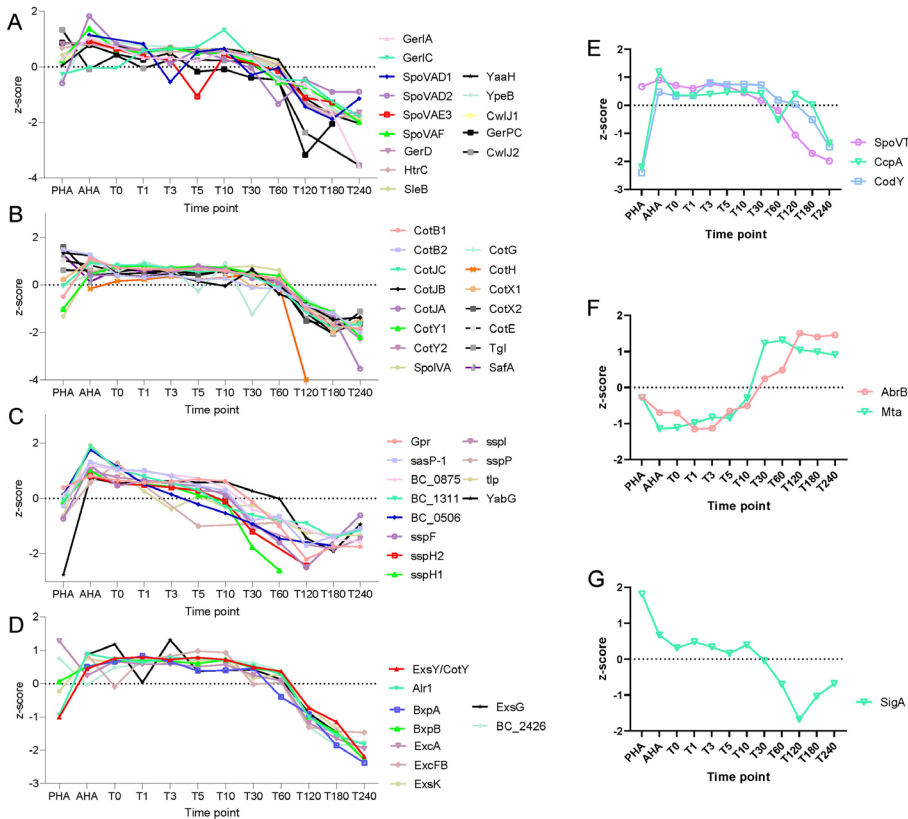 A
z-score
2
0
-2
-4
PHA AHA T0 T1 T3 T5 T10 T30 T60 T120 T180 T240
Time point
GerIA
GerIC
SpoVAD1
SpoVAD2
SpoVAE3
SpoVAF
GerD
HtrC
SleB
YaaH
YpeB
CwlJ1
GerPC
CwlJ2
B
z-score
2
0
-2
-4
PHA AHA T0 T1 T3 T5 T10 T30 T60 T120 T180 T240
Time point
CotB1
CotB2
CotJC
CotJB
CotJA
CotY1
CotY2
SpoIVA
CotG
CotH
CotX1
CotX2
CotE
Tgl
SafA
C
z-score
2
0
-2
PHA AHA T0 T1 T3 T5 T10 T30 T60 T120 T180 T240
Time point
Gpr
sasP-1
BC_0875
BC_1311
BC_0506
sspF
sspH2
sspH1
sspI
sspP
tlp
YabG
D
z-score
2
1
0
-1
-2
-3
PHA AHA T0 T1 T3 T5 T10 T30 T60 T120 T180 T240
Time point
ExsY/CotY
Alr1
BxpA
BxpB
ExcA
ExcFB
ExsK
ExsG
BC_2426
E
z-score
2
1
0
-1
-2
-3
PHA AHA T0 T1 T3 T5 T10 T30 T60 T120 T180 T240
Time point
SpoVT
CcpA
CodY
F
z-score
2
1
0
-1
-2
PHA AHA T0 T1 T3 T5 T10 T30 T60 T120 T180 T240
Time point
AbrB
Mta
G
z-score
2
1
0
-1
-2
PHA AHA T0 T1 T3 T5 T10 T30 T60 T120 T180 T240
Time point
SigA